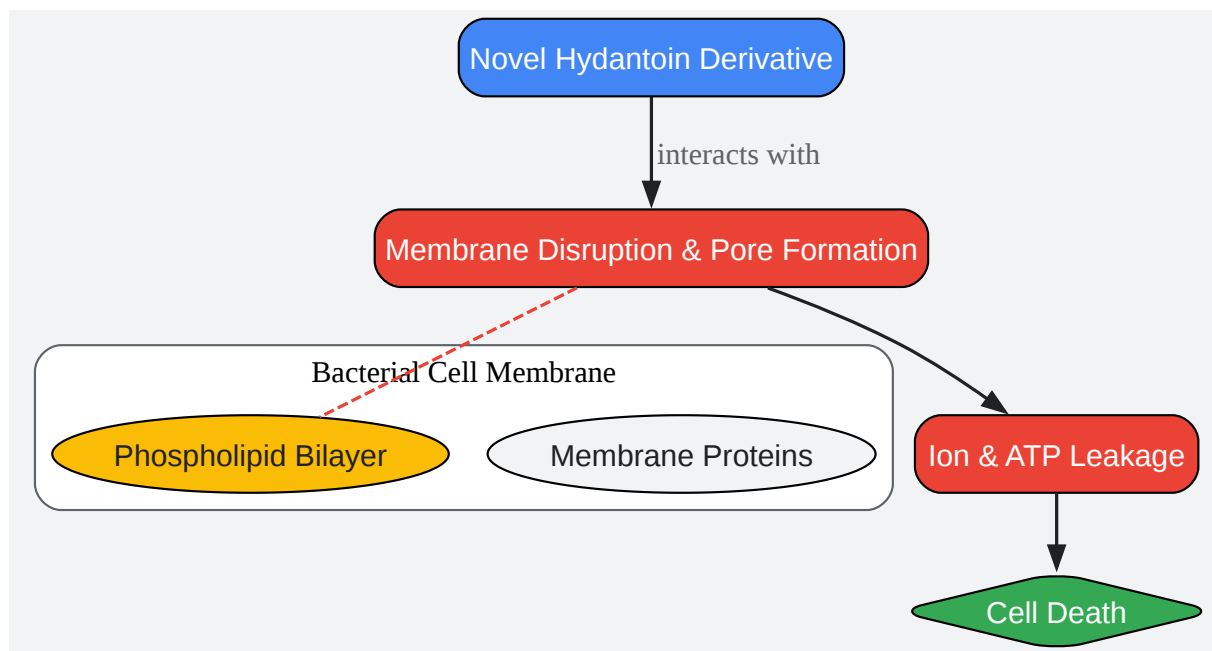 Novel Hydantoin Derivative
interacts with
Membrane Disruption & Pore Formation
Bacterial Cell Membrane
Phospholipid Bilayer
Membrane Proteins
Ion & ATP Leakage
Cell Death